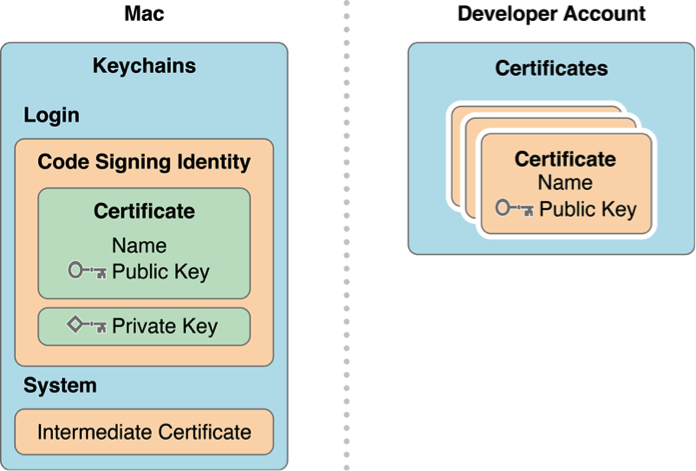 Mac
Keychains
Login
Code Signing Identity
Certificate
Name
Public Key
Private Key
System
Intermediate Certificate
Developer Account
Certificates
Certificate
Name
Public Key